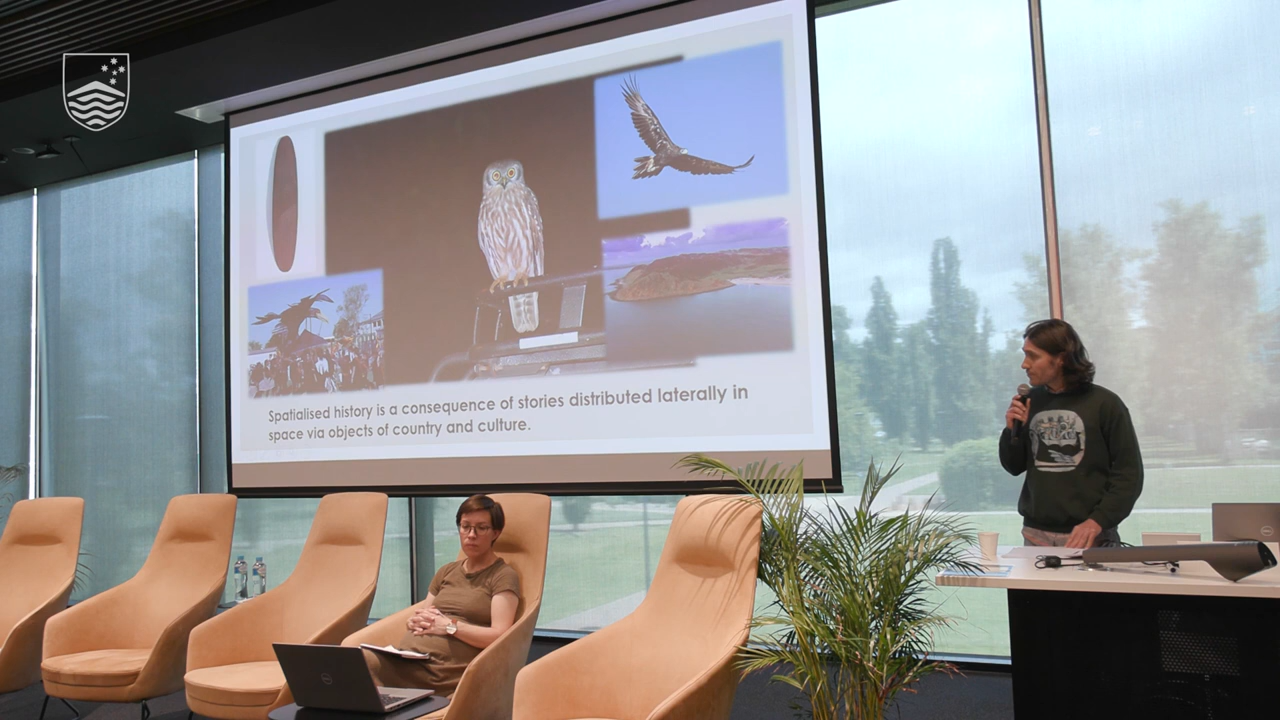 Spatialised history is a consequence of stories distributed laterally in
space via objects of country and culture.